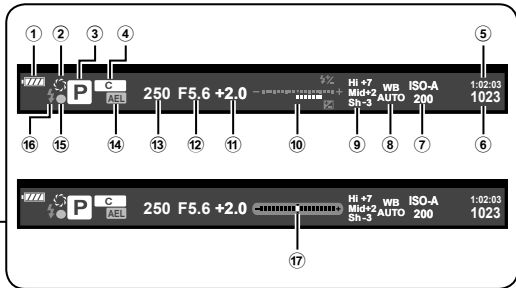 ① ② ③ ④ ⑤
P C AEL 250 F5.6 +2.0 - + Hi +7 Mid+2 Sh-3 WB AUTO ISO-A 200 1:02:03 1023
⑯ ⑮ ⑭ ⑬ ⑫ ⑪ ⑩ ⑨ ⑧ ⑦ ⑥
P C AEL 250 F5.6 +2.0 - + Hi +7 Mid+2 Sh-3 WB AUTO ISO-A 200 1:02:03 1023
⑰